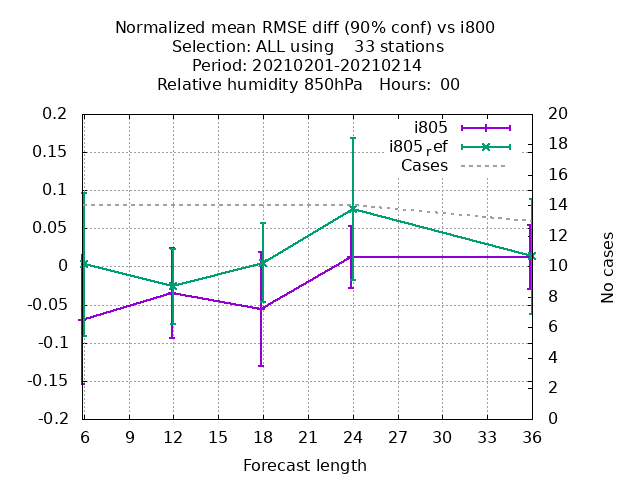 Normalized mean RMSE diff (90% conf) vs i800
Selection: ALL using 33 stations
Period: 20210201-20210214
Relative humidity 850hPa Hours: 00
i805
i805ref
Cases
0.2
0.15
0.1
0.05
0
-0.05
-0.1
-0.15
-0.2
20
18
16
14
12
10
8
6
4
2
0
No cases
6 9 12 15 18 21 24 27 30 33 36
Forecast length